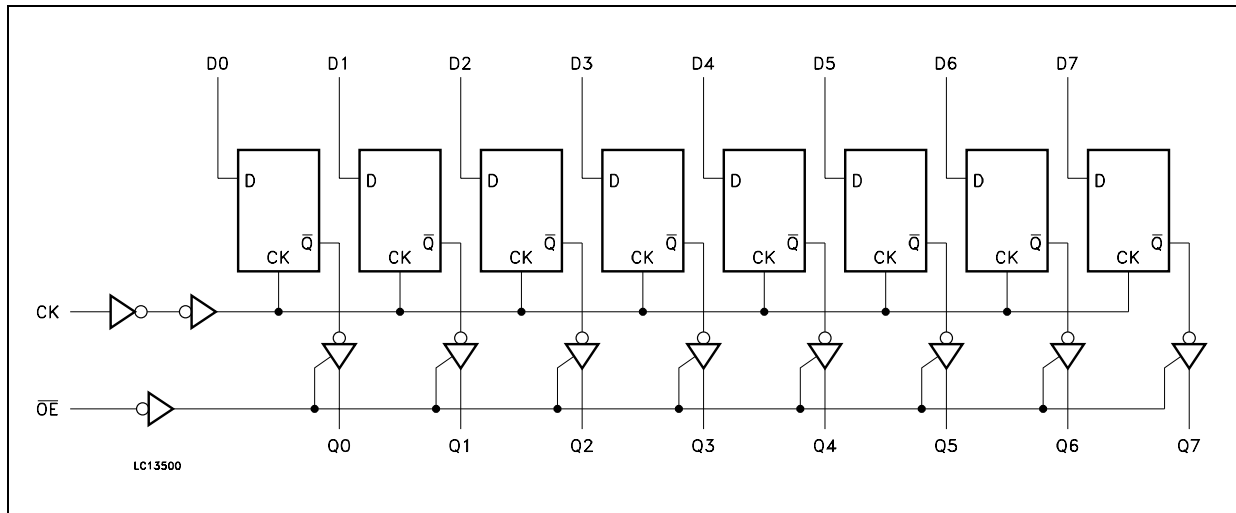 D0 D1 D2 D3 D4 D5 D6 D7
D D D D D D D D
Q̅ Q̅ Q̅ Q̅ Q̅ Q̅ Q̅ Q̅
CK CK CK CK CK CK CK CK
CK
O̅E̅
Q0 Q1 Q2 Q3 Q4 Q5 Q6 Q7
LC13500